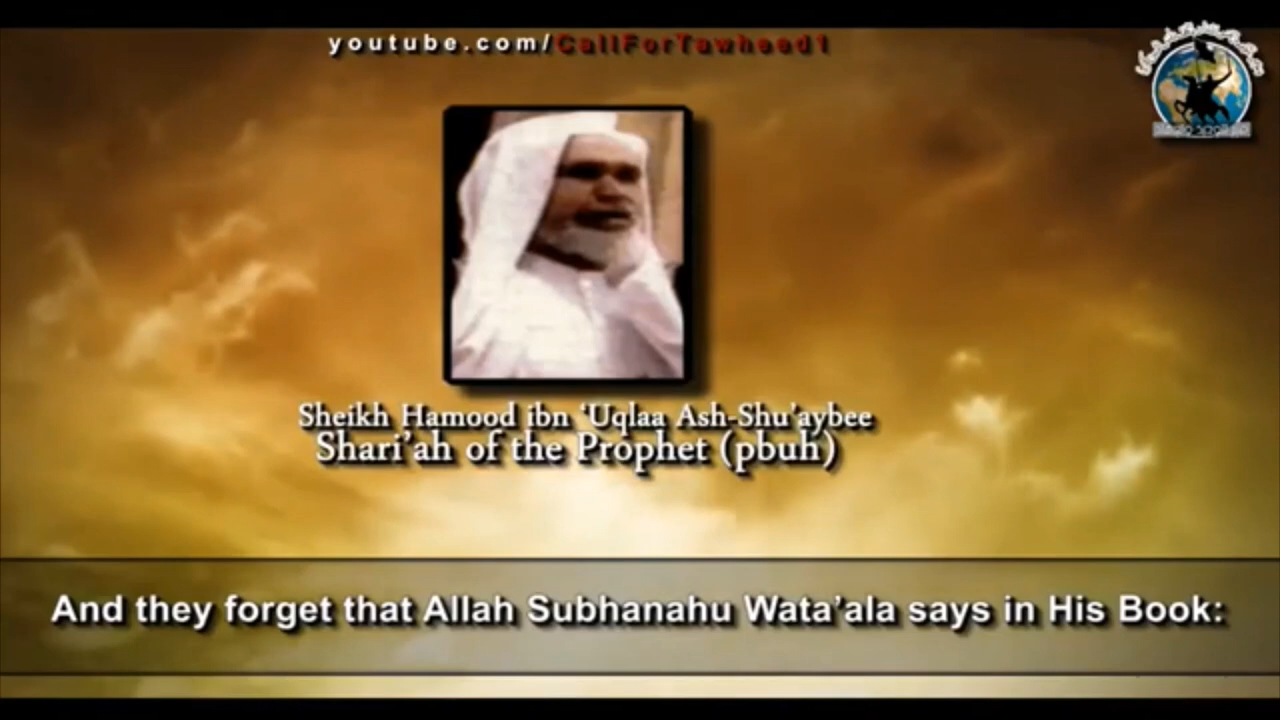 youtube.com/CallForTawheed1
Sheikh Hamood ibn 'Uqlaa Ash-Shu'aybee
Shari'ah of the Prophet (pbuh)
And they forget that Allah Subhanahu Wata'ala says in His Book: